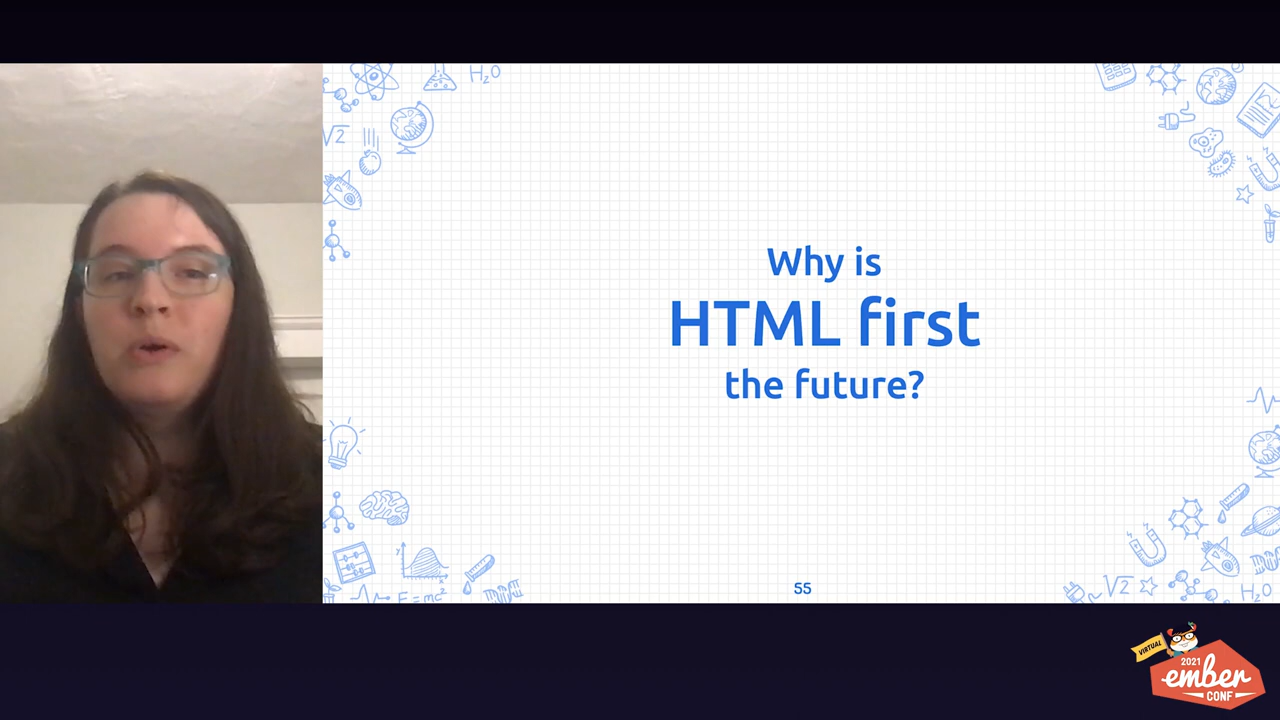 H₂O
√2
Why is
HTML first
the future?
y
x
E=mc²
55
√2
H₂O
VIRTUAL
2021
ember
CONF